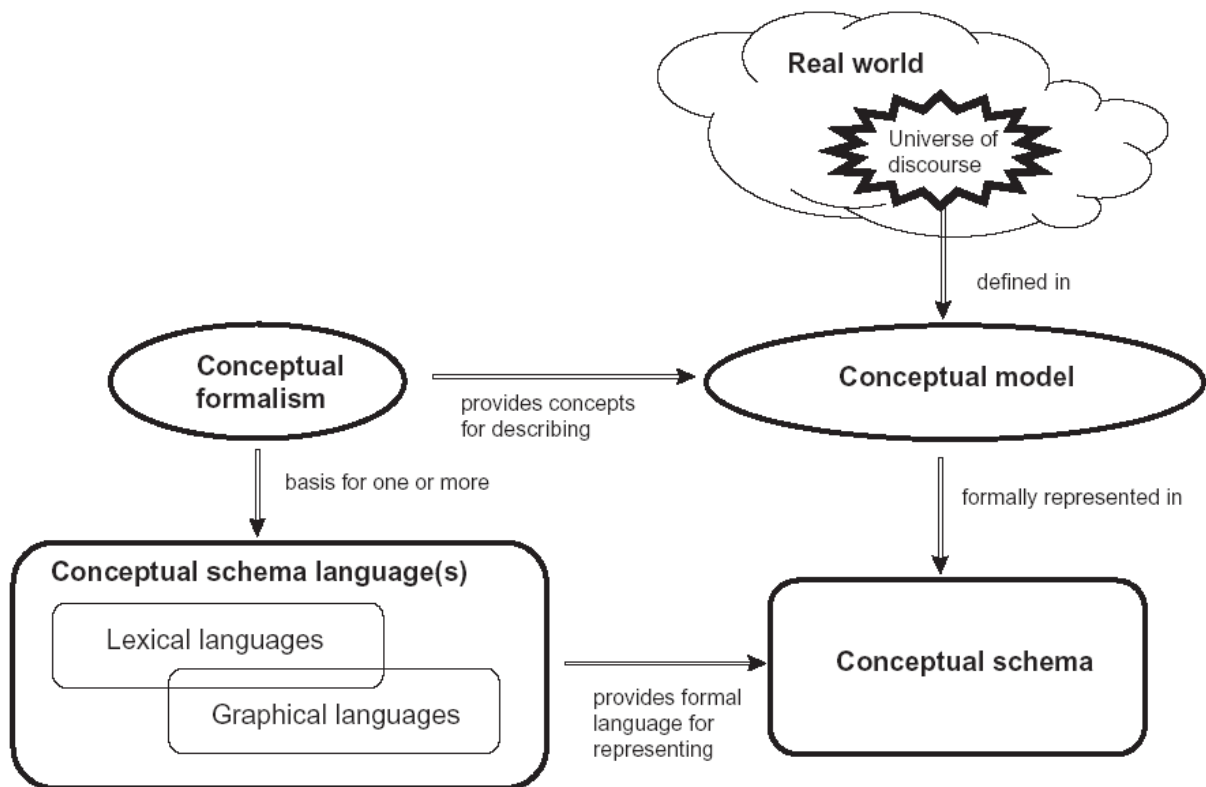 Real world
Universe of
discourse
defined in
Conceptual
formalism
provides concepts
for describing
Conceptual model
basis for one or more
formally represented in
Conceptual schema language(s)
Lexical languages
Graphical languages
provides formal
language for
representing
Conceptual schema